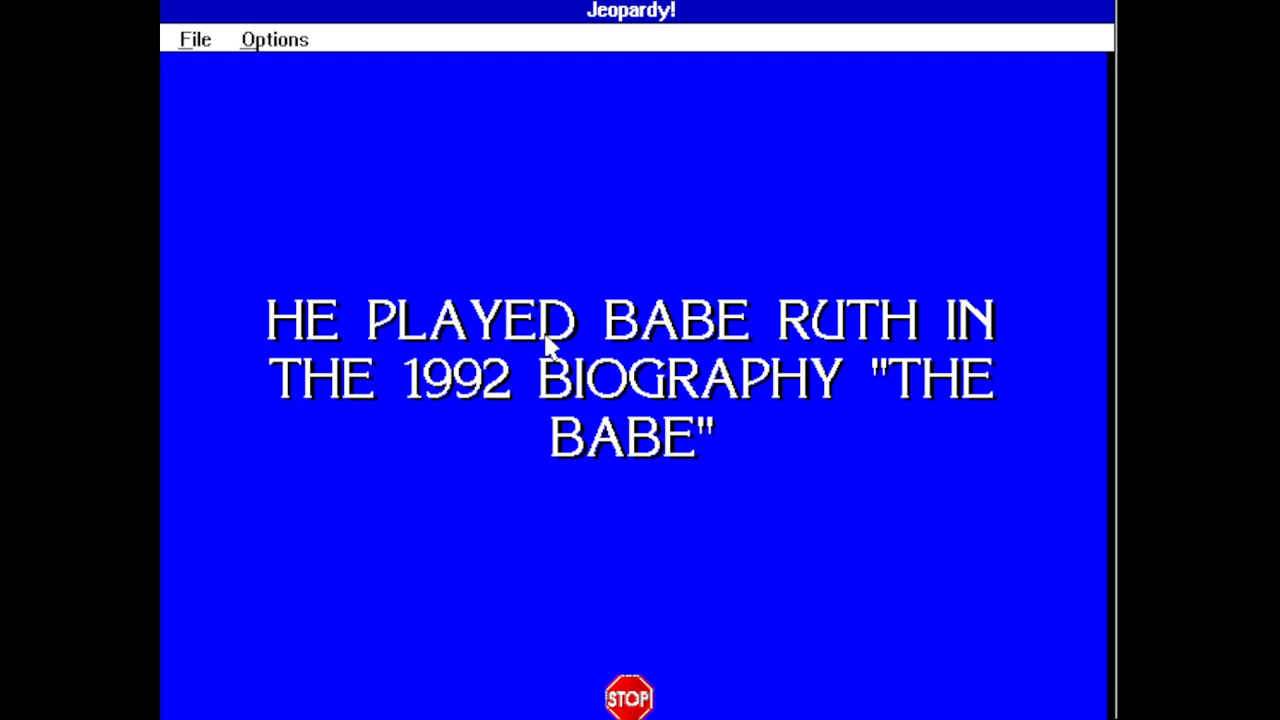 Jeopardy!
File Options
HE PLAYED BABE RUTH IN
THE 1992 BIOGRAPHY "THE
BABE"
STOP